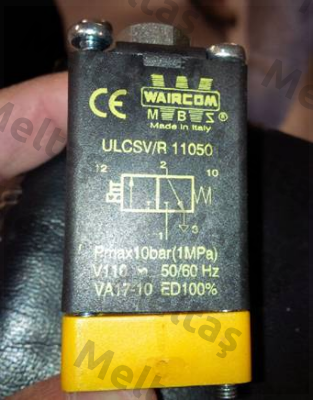 CE WAIRCOM
M B S ®
Made in Italy
ULCSV/R 11050
12 2 10
1 3
Pmax10bar(1MPa)
V110 ~ 50/60 Hz
VA17-10 ED100%
Meltaş